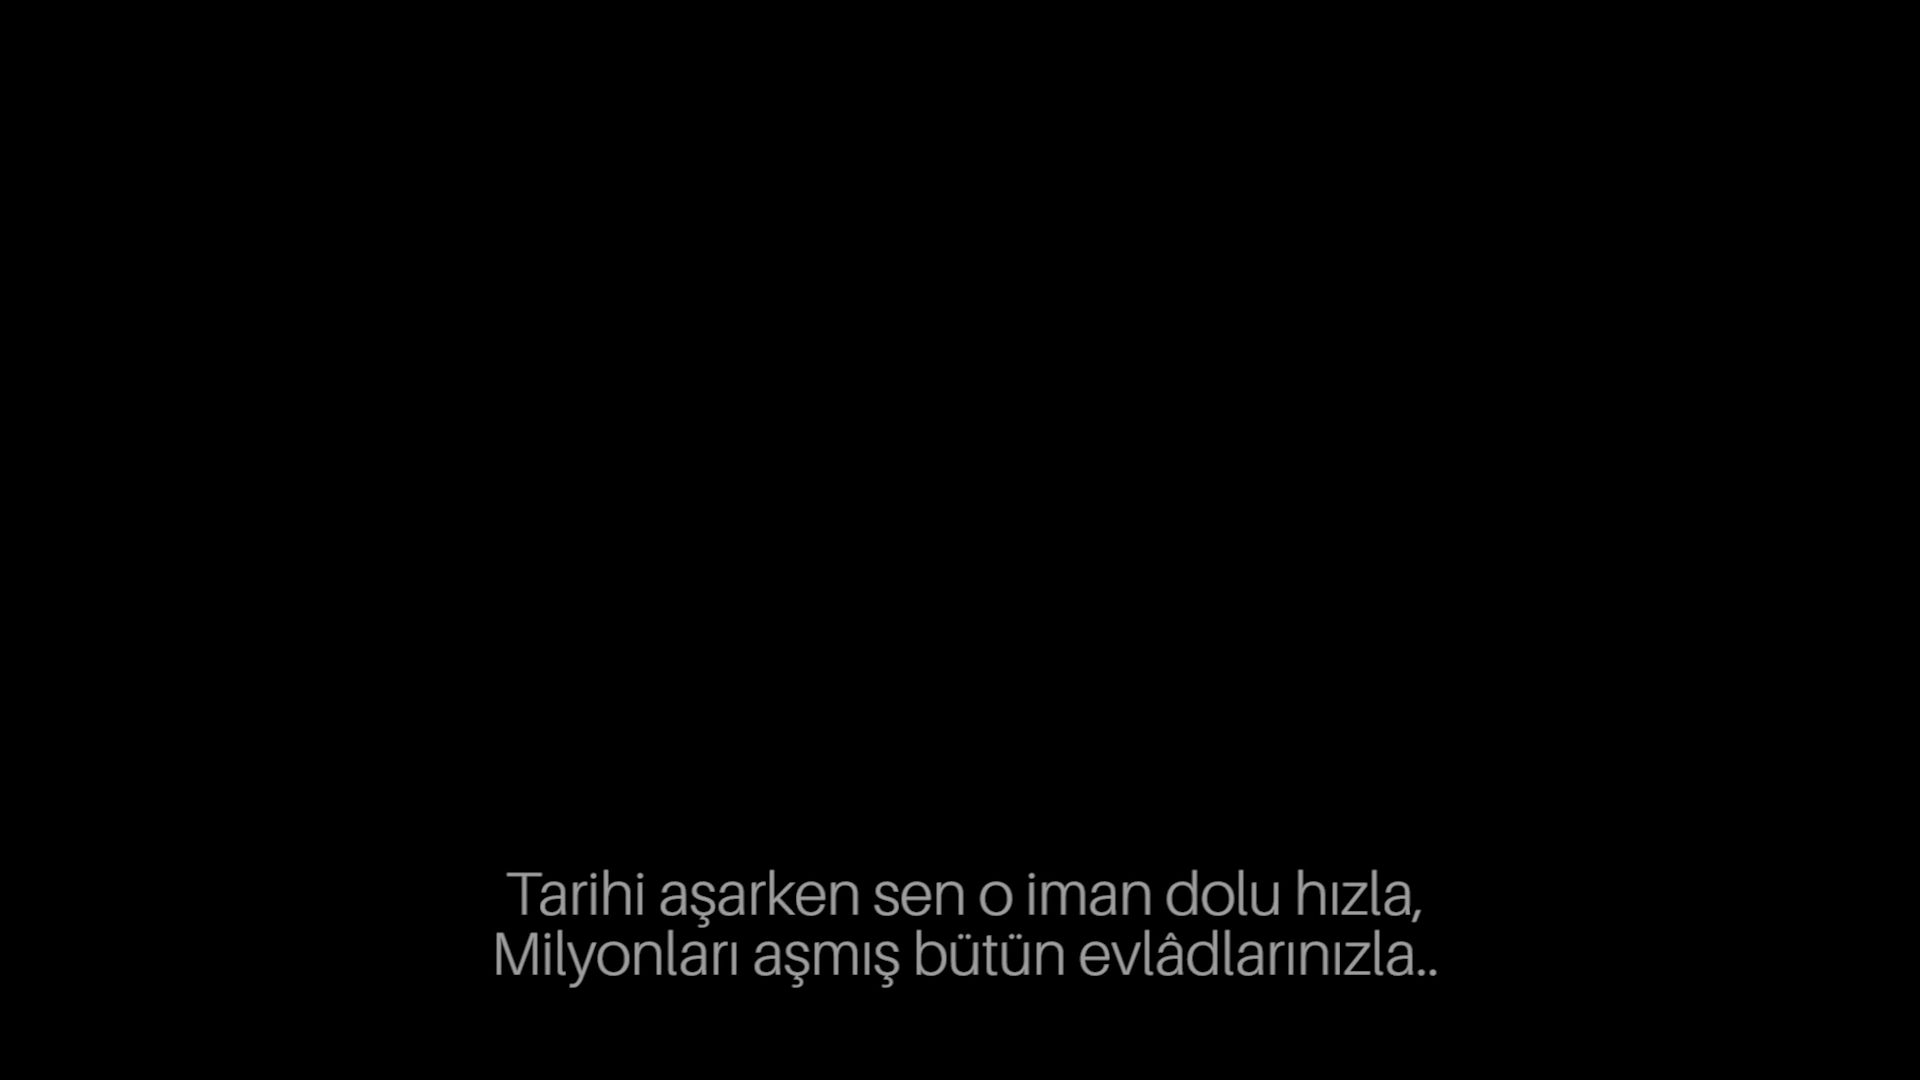 Tarihi aşarken sen o iman dolu hızla,
Milyonları aşmış bütün evlâdlarınızla..